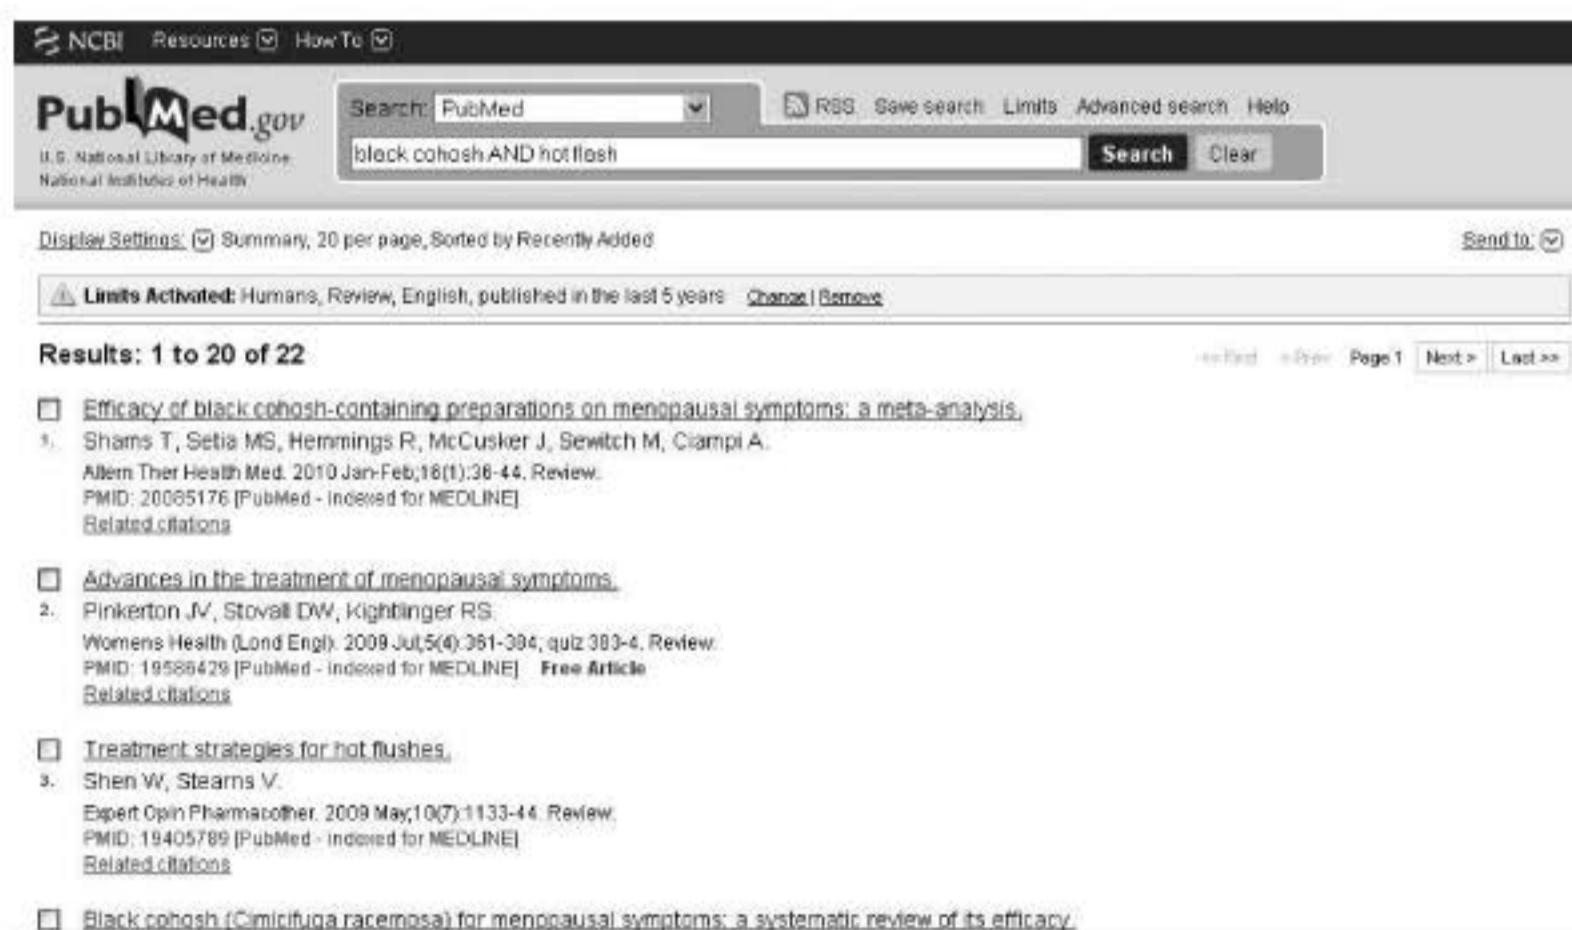 NCBI Resources How To
PubMed.gov
U.S. National Library of Medicine
National Institutes of Health
Search: PubMed
RSS Save search Limits Advanced search Help
black cohosh AND hot flash
Search Clear
Display Settings: Summary, 20 per page, Sorted by Recently Added
Send to:
Limits Activated: Humans, Review, English, published in the last 5 years Change | Remove
Results: 1 to 20 of 22
<< First < Prev Page 1 Next > Last >>
Efficacy of black cohosh-containing preparations on menopausal symptoms: a meta-analysis.
1. Shams T, Setia MS, Hemmings R, McCusker J, Sewitch M, Ciampi A.
Altern Ther Health Med. 2010 Jan-Feb;16(1):36-44. Review.
PMID: 20085176 [PubMed - indexed for MEDLINE]
Related citations
Advances in the treatment of menopausal symptoms.
2. Pinkerton JV, Stovall DW, Kightlinger RS.
Womens Health (Lond Engl). 2009 Jul;5(4):361-384; quiz 383-4. Review.
PMID: 19586429 [PubMed - indexed for MEDLINE] Free Article
Related citations
Treatment strategies for hot flushes.
3. Shen W, Stearns V.
Expert Opin Pharmacother. 2009 May;10(7):1133-44. Review.
PMID: 19405789 [PubMed - indexed for MEDLINE]
Related citations
Black cohosh (Cimicifuga racemosa) for menopausal symptoms: a systematic review of its efficacy.